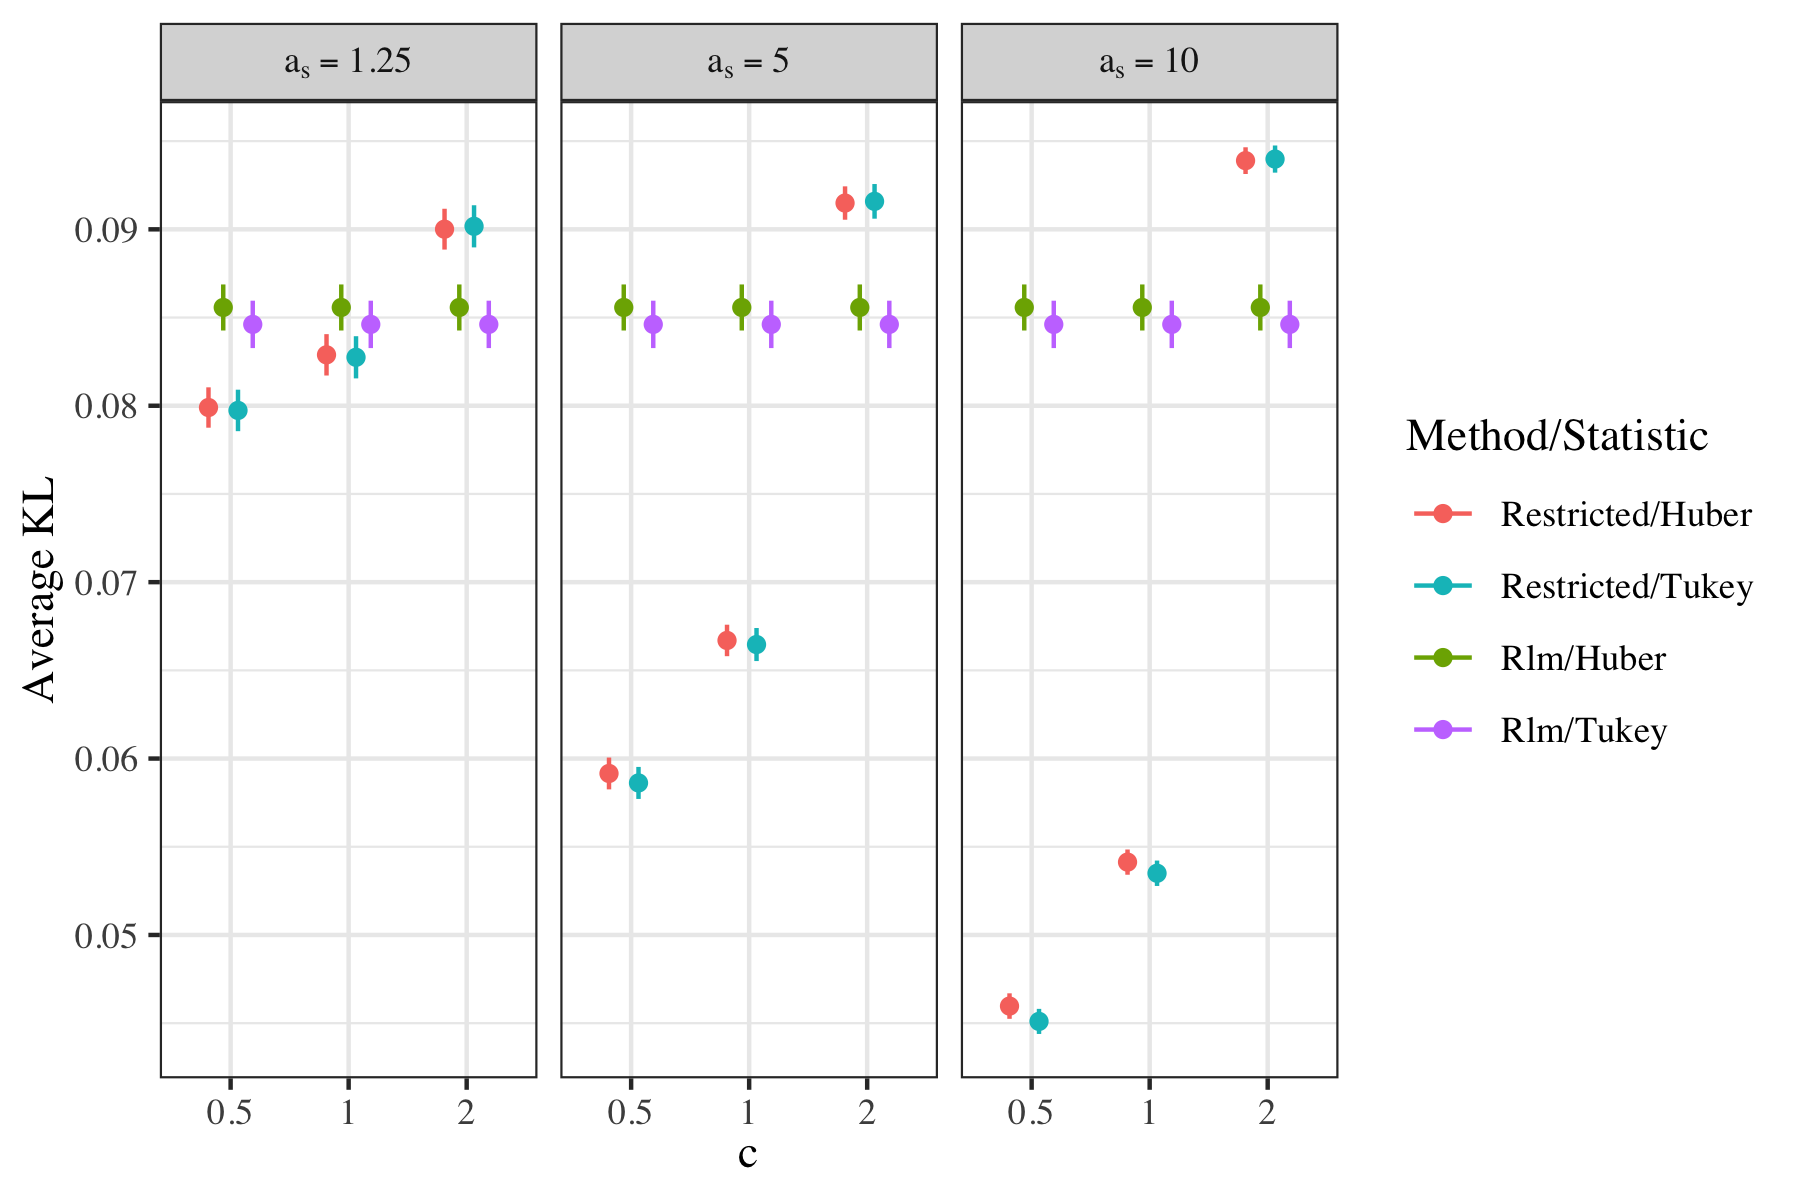 a_s = 1.25
a_s = 5
a_s = 10
Average KL
0.09
0.08
0.07
0.06
0.05
0.5 1 2
0.5 1 2
0.5 1 2
c
Method/Statistic
Restricted/Huber
Restricted/Tukey
Rlm/Huber
Rlm/Tukey